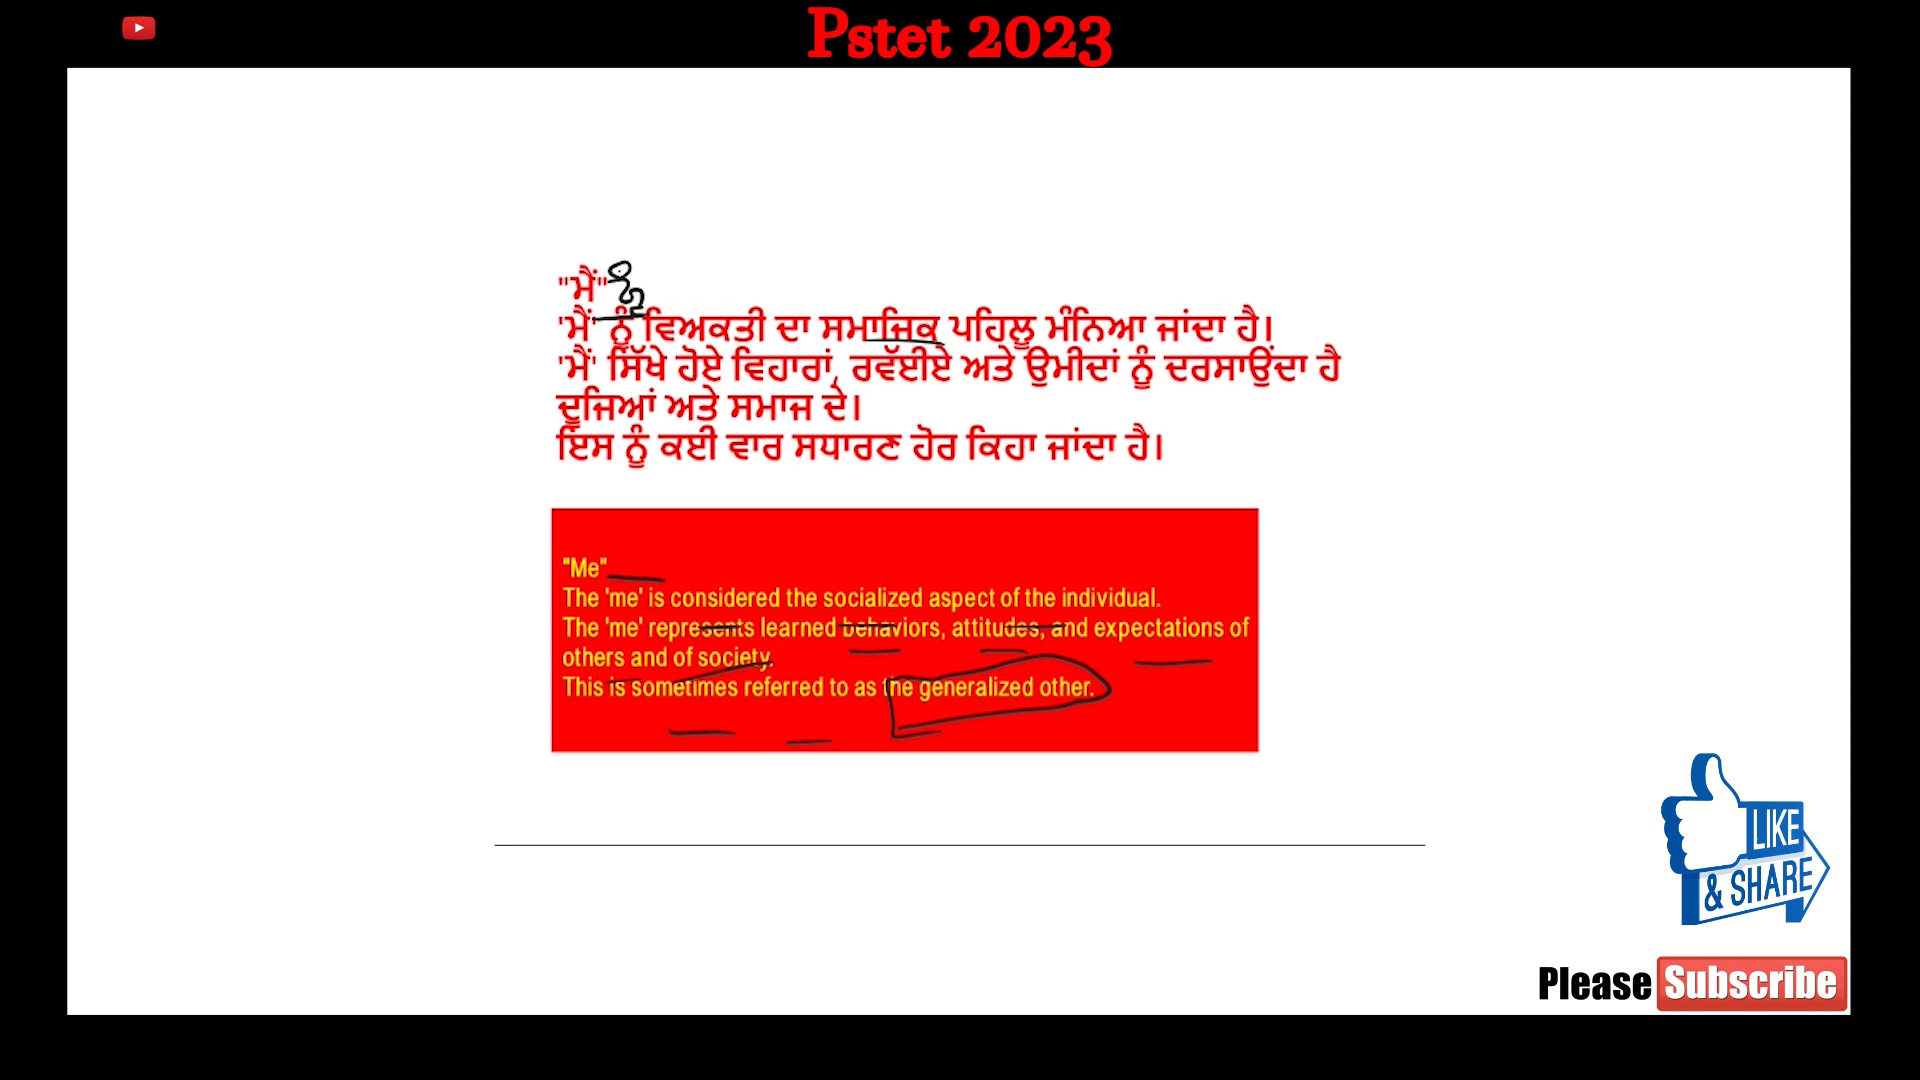 Pstet 2023
"ਮੈਂ" ਨੂੰ
'ਮੈਂ' ਨੂੰ ਵਿਅਕਤੀ ਦਾ ਸਮਾਜਿਕ ਪਹਿਲੂ ਮੰਨਿਆ ਜਾਂਦਾ ਹੈ।
'ਮੈਂ' ਸਿੱਖੇ ਹੋਏ ਵਿਹਾਰਾਂ, ਰਵੱਈਏ ਅਤੇ ਉਮੀਦਾਂ ਨੂੰ ਦਰਸਾਉਂਦਾ ਹੈ
ਦੂਜਿਆਂ ਅਤੇ ਸਮਾਜ ਦੇ।
ਇਸ ਨੂੰ ਕਈ ਵਾਰ ਸਧਾਰਣ ਹੋਰ ਕਿਹਾ ਜਾਂਦਾ ਹੈ।
"Me"
The 'me' is considered the socialized aspect of the individual.
The 'me' represents learned behaviors, attitudes, and expectations of
others and of society.
This is sometimes referred to as the generalized other.
LIKE
& SHARE
Please Subscribe